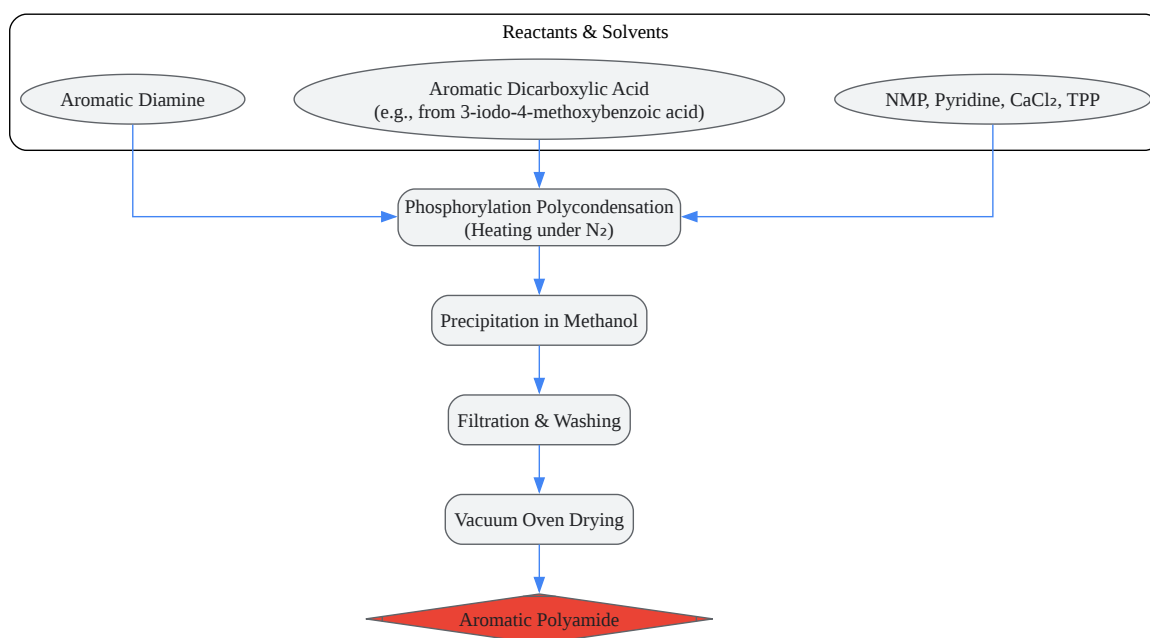 Reactants & Solvents
Aromatic Diamine
Aromatic Dicarboxylic Acid
(e.g., from 3-iodo-4-methoxybenzoic acid)
NMP, Pyridine, CaCl₂, TPP
Phosphorylation Polycondensation
(Heating under N₂)
Precipitation in Methanol
Filtration & Washing
Vacuum Oven Drying
Aromatic Polyamide